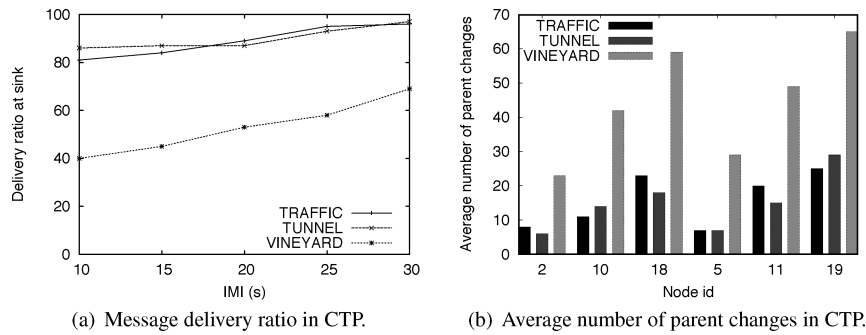 Delivery ratio at sink
100
80
60
40
20
0
TRAFFIC
TUNNEL
VINEYARD
10 15 20 25 30
IMI (s)
(a) Message delivery ratio in CTP.
Average number of parent changes
70
60
50
40
30
20
10
0
TRAFFIC
TUNNEL
VINEYARD
2 10 18 5 11 19
Node id
(b) Average number of parent changes in CTP.